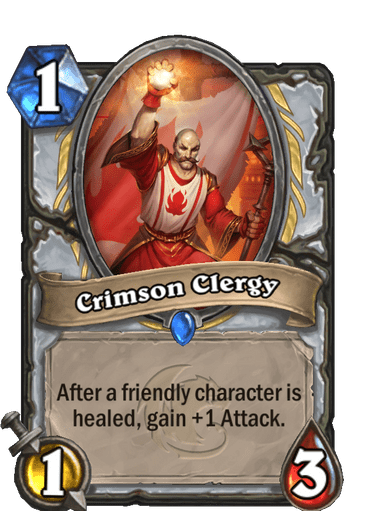 1
Crimson Clergy
After a friendly character is
healed, gain +1 Attack.
1
3